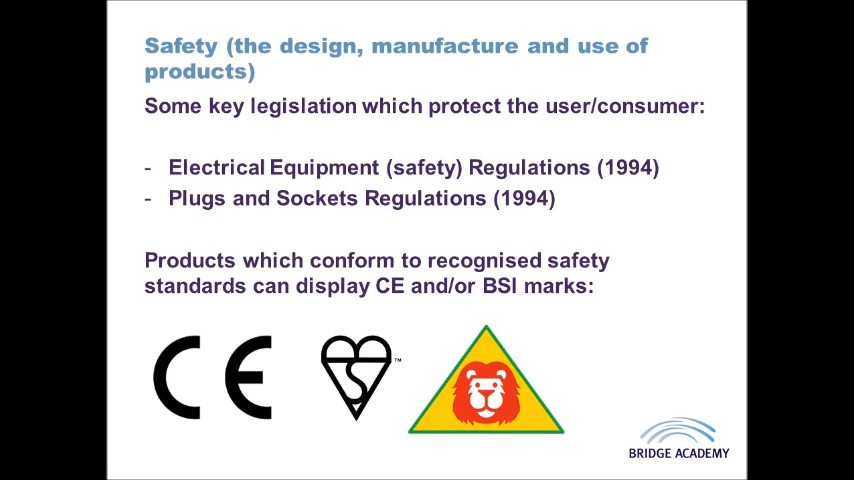 Safety (the design, manufacture and use of
products)
Some key legislation which protect the user/consumer:
- Electrical Equipment (safety) Regulations (1994)
- Plugs and Sockets Regulations (1994)
Products which conform to recognised safety
standards can display CE and/or BSI marks:
CE
™
BRIDGE ACADEMY